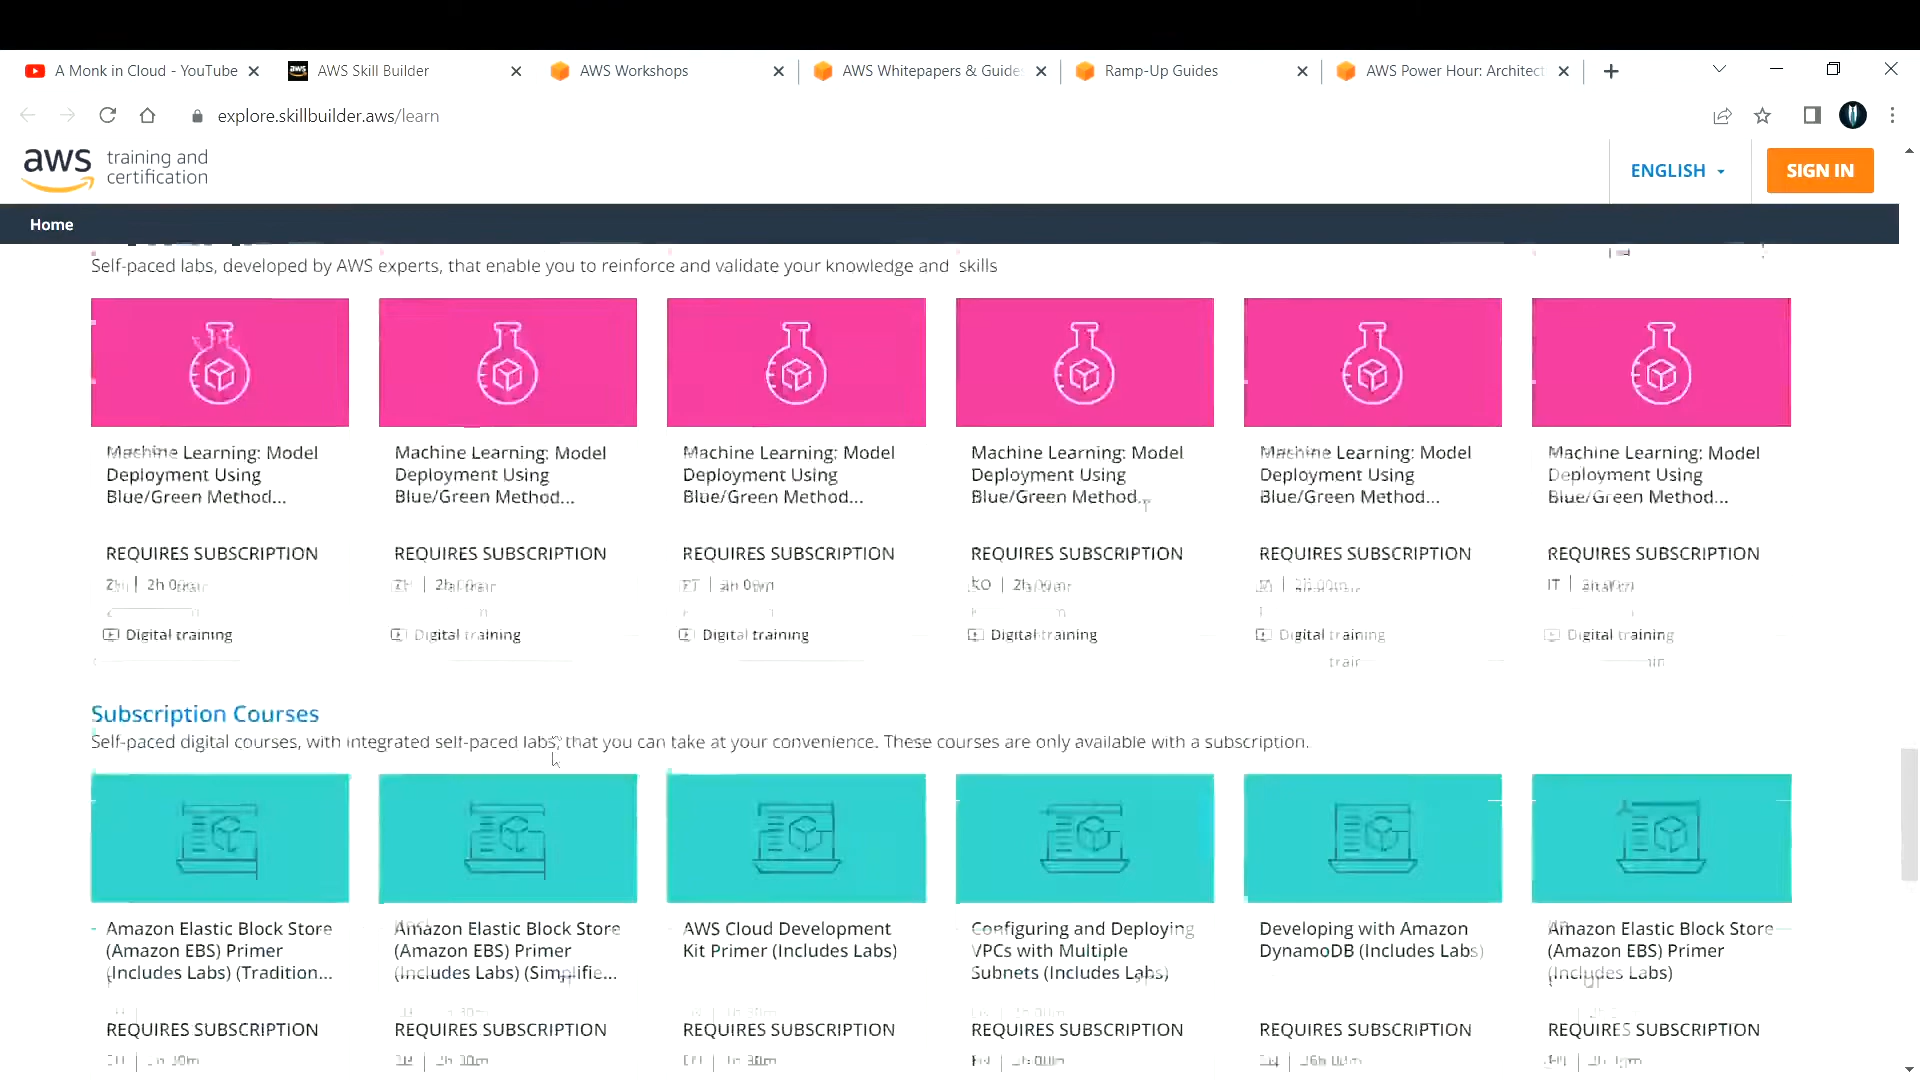 A Monk in Cloud - YouTube
AWS Skill Builder
AWS Workshops
AWS Whitepapers & Guide
Ramp-Up Guides
AWS Power Hour: Architect
explore.skillbuilder.aws/learn
aws training and
certification
ENGLISH
SIGN IN
Home
Self-paced labs, developed by AWS experts, that enable you to reinforce and validate your knowledge and skills
Machine Learning: Model Machine Learning: Model Machine Learning: Model Machine Learning: Model Machine Learning: Model Machine Learning: Model
Deployment Using Deployment Using Deployment Using Deployment Using Deployment Using Deployment Using
Blue/Green Method... Blue/Green Method... Blue/Green Method... Blue/Green Method... Blue/Green Method... Blue/Green Method...
REQUIRES SUBSCRIPTION REQUIRES SUBSCRIPTION REQUIRES SUBSCRIPTION REQUIRES SUBSCRIPTION REQUIRES SUBSCRIPTION REQUIRES SUBSCRIPTION
KO IT
Digital training Digital training Digital training Digital training Digital training Digital training
Subscription Courses
Self-paced digital courses, with integrated self-paced labs, that you can take at your convenience. These courses are only available with a subscription.
Amazon Elastic Block Store Amazon Elastic Block Store AWS Cloud Development Configuring and Deploying Developing with Amazon Amazon Elastic Block Store
(Amazon EBS) Primer (Amazon EBS) Primer Kit Primer (Includes Labs) VPCs with Multiple DynamoDB (Includes Labs) (Amazon EBS) Primer
(Includes Labs) (Tradition... (Includes Labs) (Simplifie... Subnets (Includes Labs) (Includes Labs)
REQUIRES SUBSCRIPTION REQUIRES SUBSCRIPTION REQUIRES SUBSCRIPTION REQUIRES SUBSCRIPTION REQUIRES SUBSCRIPTION REQUIRES SUBSCRIPTION